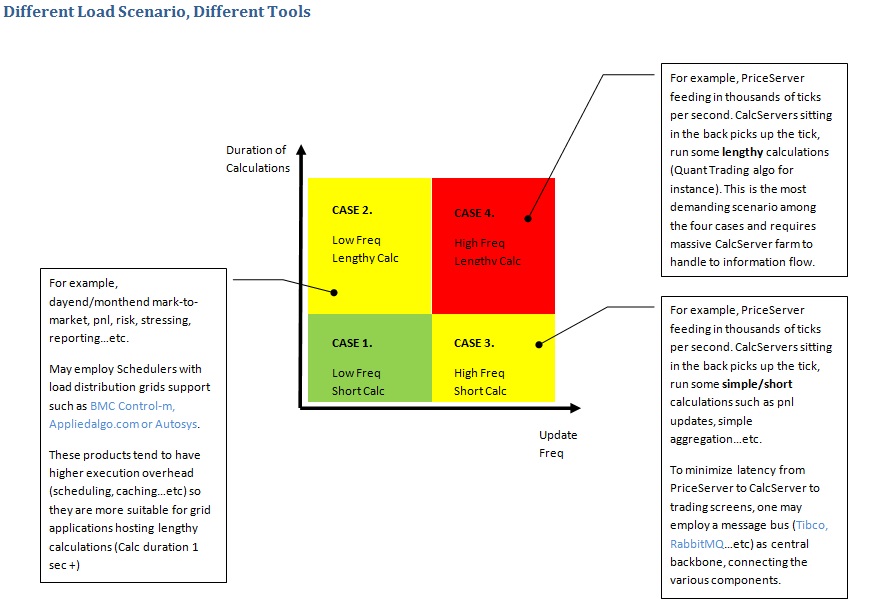 Different Load Scenario, Different Tools
Duration of
Calculations
CASE 2.
Low Freq
Lengthy Calc
CASE 4.
High Freq
Lengthy Calc
CASE 1.
Low Freq
Short Calc
CASE 3.
High Freq
Short Calc
Update
Freq
For example,
dayend/monthend mark-to-
market, pnl, risk, stressing,
reporting...etc.
May employ Schedulers with
load distribution grids support
such as BMC Control-m,
Appliedalgo.com or Autosys.
These products tend to have
higher execution overhead
(scheduling, caching...etc) so
they are more suitable for grid
applications hosting lengthy
calculations (Calc duration 1
sec +)
For example, PriceServer
feeding in thousands of ticks
per second. CalcServers sitting
in the back picks up the tick,
run some lengthy calculations
(Quant Trading algo for
instance). This is the most
demanding scenario among
the four cases and requires
massive CalcServer farm to
handle to information flow.
For example, PriceServer
feeding in thousands of ticks
per second. CalcServers sitting
in the back picks up the tick,
run some simple/short
calculations such as pnl
updates, simple
aggregation...etc.
To minimize latency from
PriceServer to CalcServer to
trading screens, one may
employ a message bus (Tibco,
RabbitMQ...etc) as central
backbone, connecting the
various components.